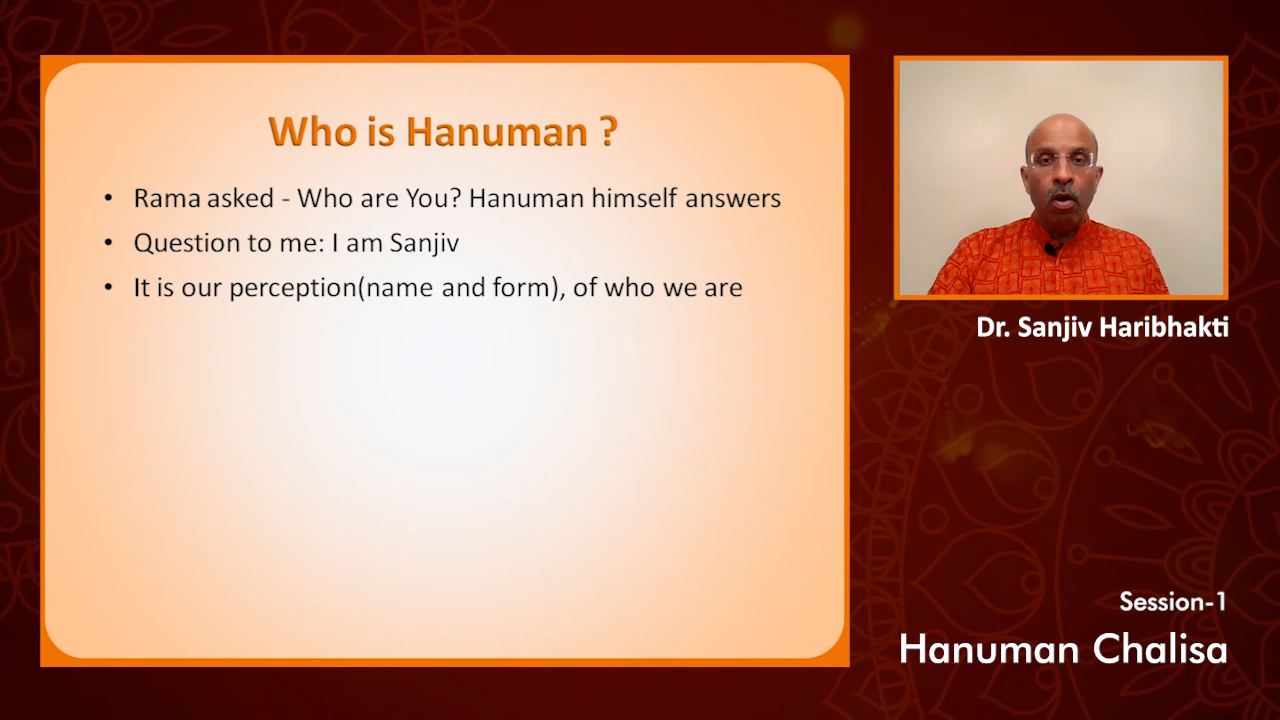 Who is Hanuman ?
• Rama asked - Who are You? Hanuman himself answers
• Question to me: I am Sanjiv
• It is our perception(name and form), of who we are
Dr. Sanjiv Haribhakti
Session-1
Hanuman Chalisa